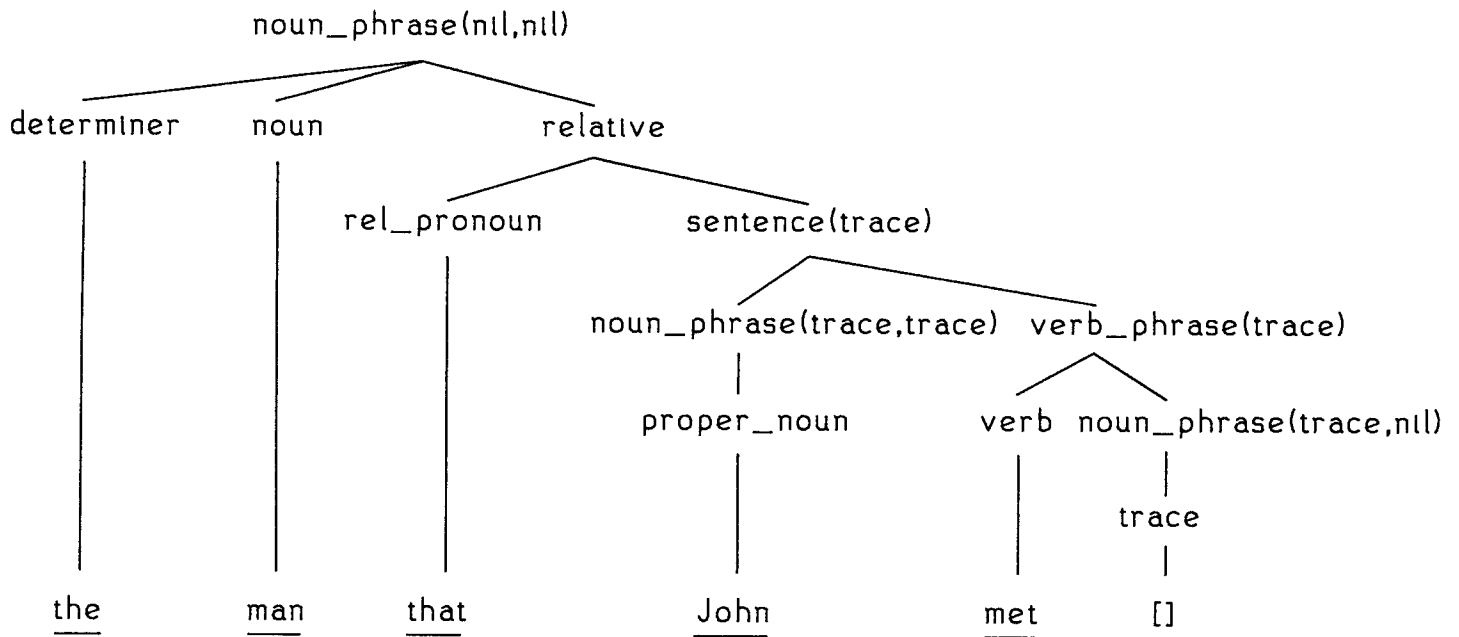 noun_phrase(nil,nil)
determiner noun relative
rel_pronoun sentence(trace)
noun_phrase(trace,trace) verb_phrase(trace)
proper_noun verb noun_phrase(trace,nil)
trace
the man that John met []